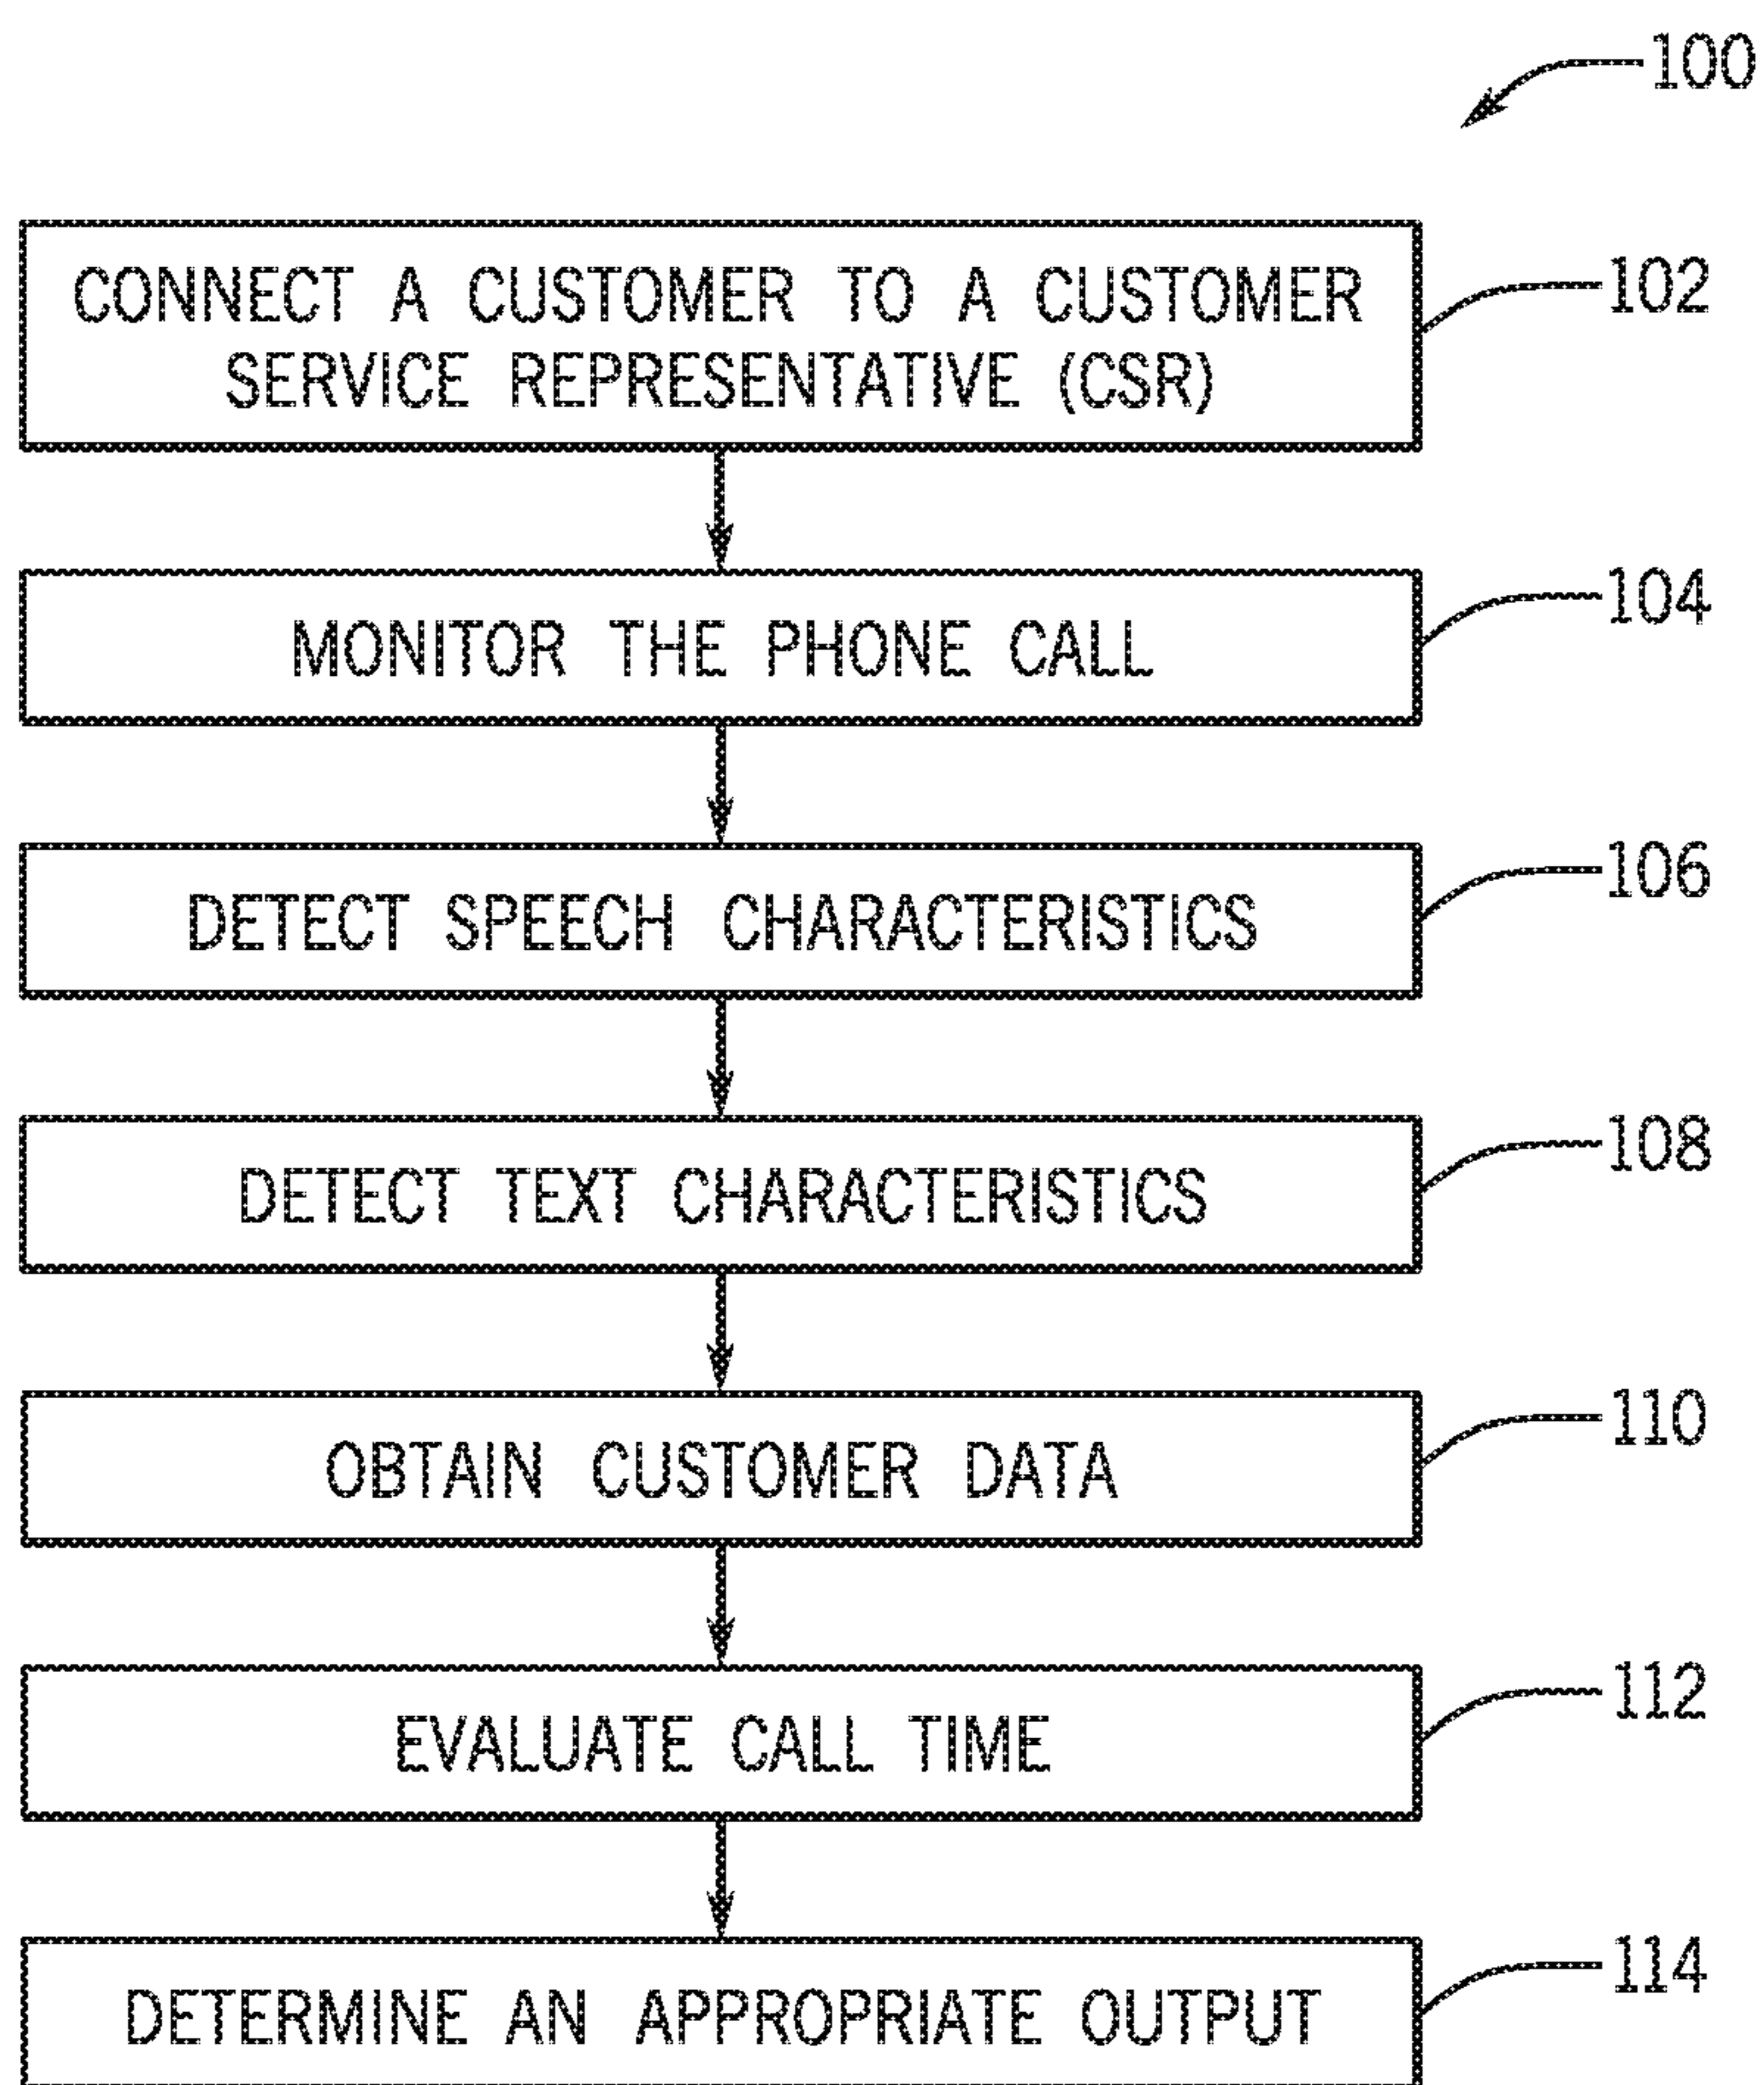 100
CONNECT A CUSTOMER TO A CUSTOMER
SERVICE REPRESENTATIVE (CSR)
102
MONITOR THE PHONE CALL
104
DETECT SPEECH CHARACTERISTICS
106
DETECT TEXT CHARACTERISTICS
108
OBTAIN CUSTOMER DATA
110
EVALUATE CALL TIME
112
DETERMINE AN APPROPRIATE OUTPUT
114